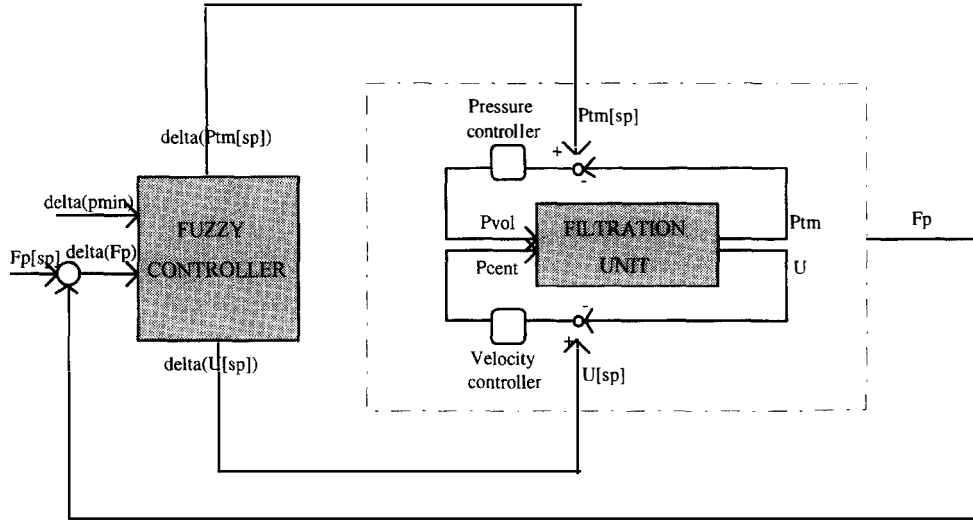 Pressure
controller
Ptm[sp]
+
-
delta(Ptm[sp])
delta(pmin)
FUZZY
CONTROLLER
Fp[sp]
delta(Fp)
Pvol
Pcent
FILTRATION
UNIT
Ptm
U
Fp
-
+
Velocity
controller
U[sp]
delta(U[sp])